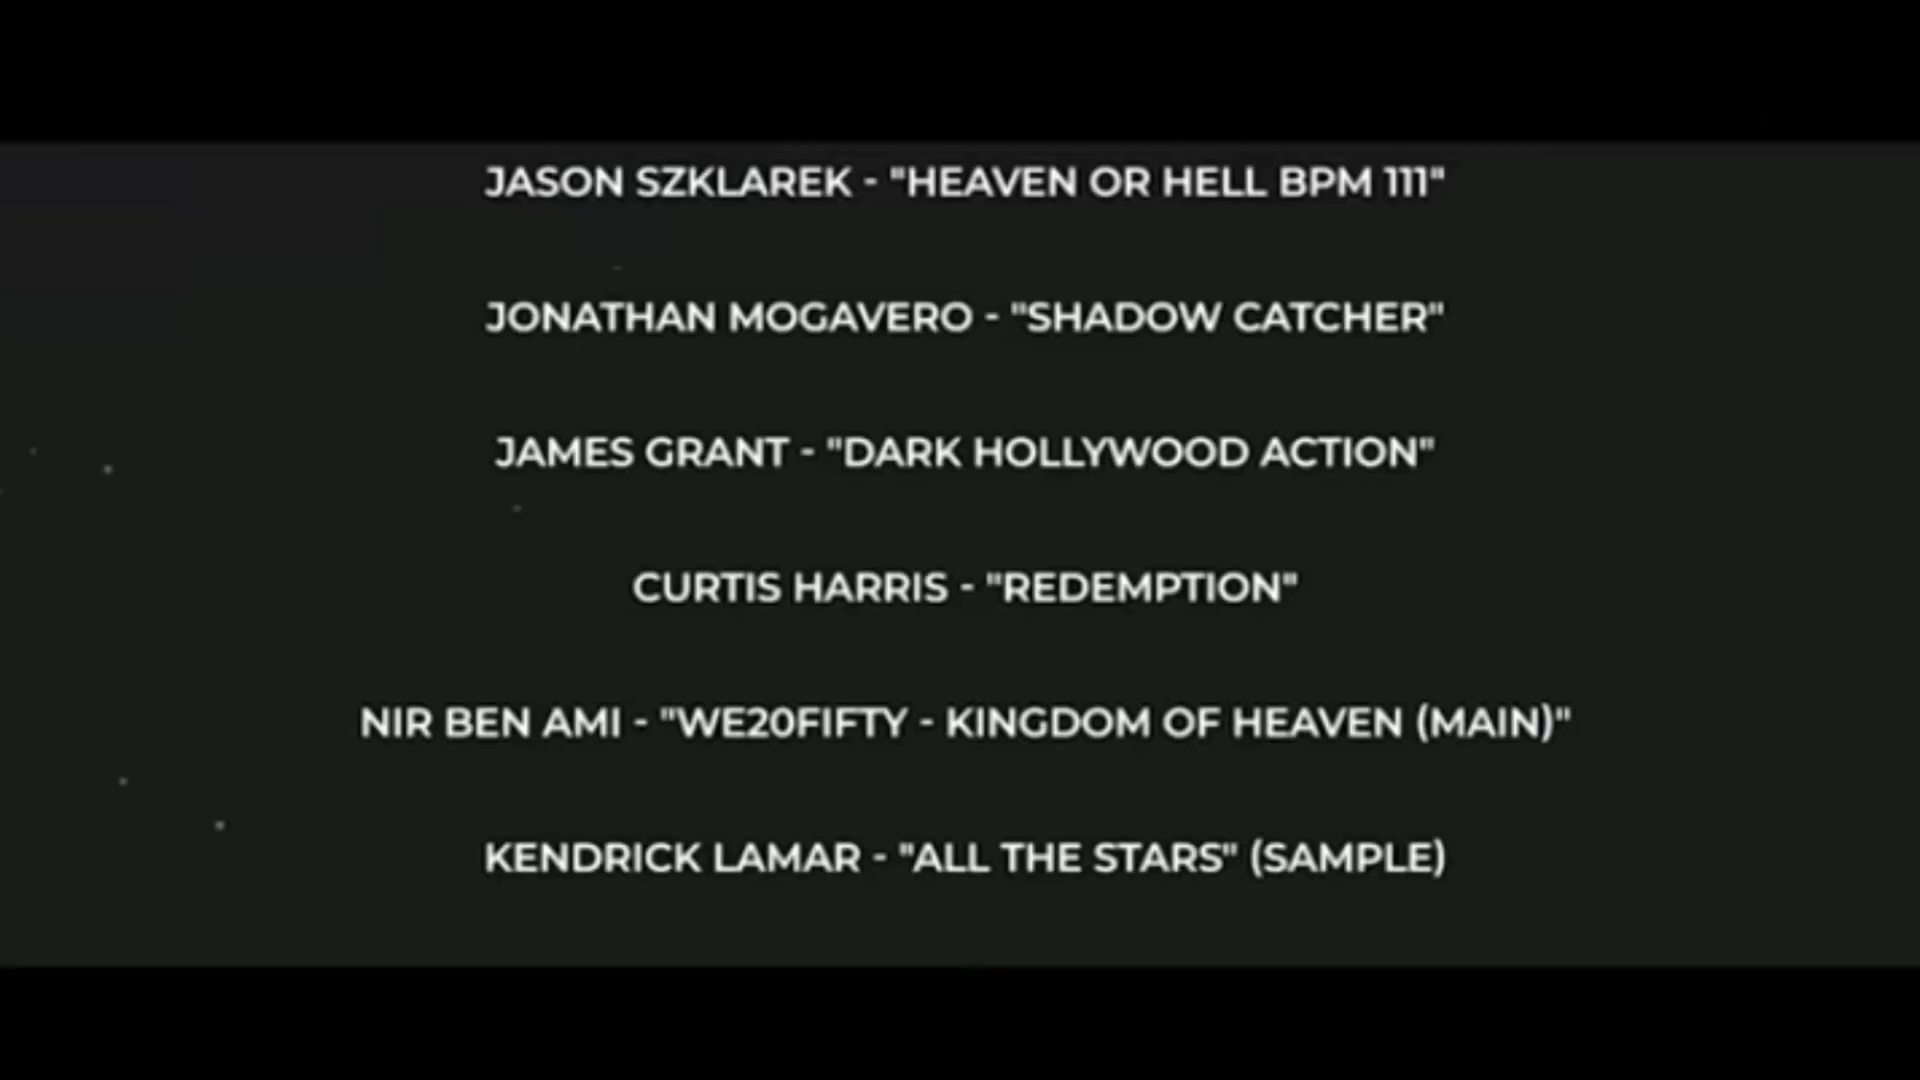 JASON SZKLAREK - "HEAVEN OR HELL BPM 111"
JONATHAN MOGAVERO - "SHADOW CATCHER"
JAMES GRANT - "DARK HOLLYWOOD ACTION"
CURTIS HARRIS - "REDEMPTION"
NIR BEN AMI - "WE20FIFTY - KINGDOM OF HEAVEN (MAIN)"
KENDRICK LAMAR - "ALL THE STARS" (SAMPLE)